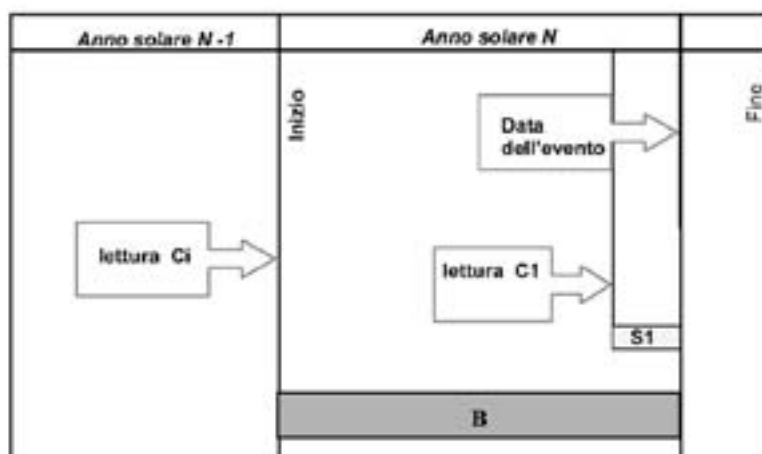 Anno solare N -1
Anno solare N
Inizio
Fine
Data
dell'evento
lettura Ci
lettura C1
S1
B